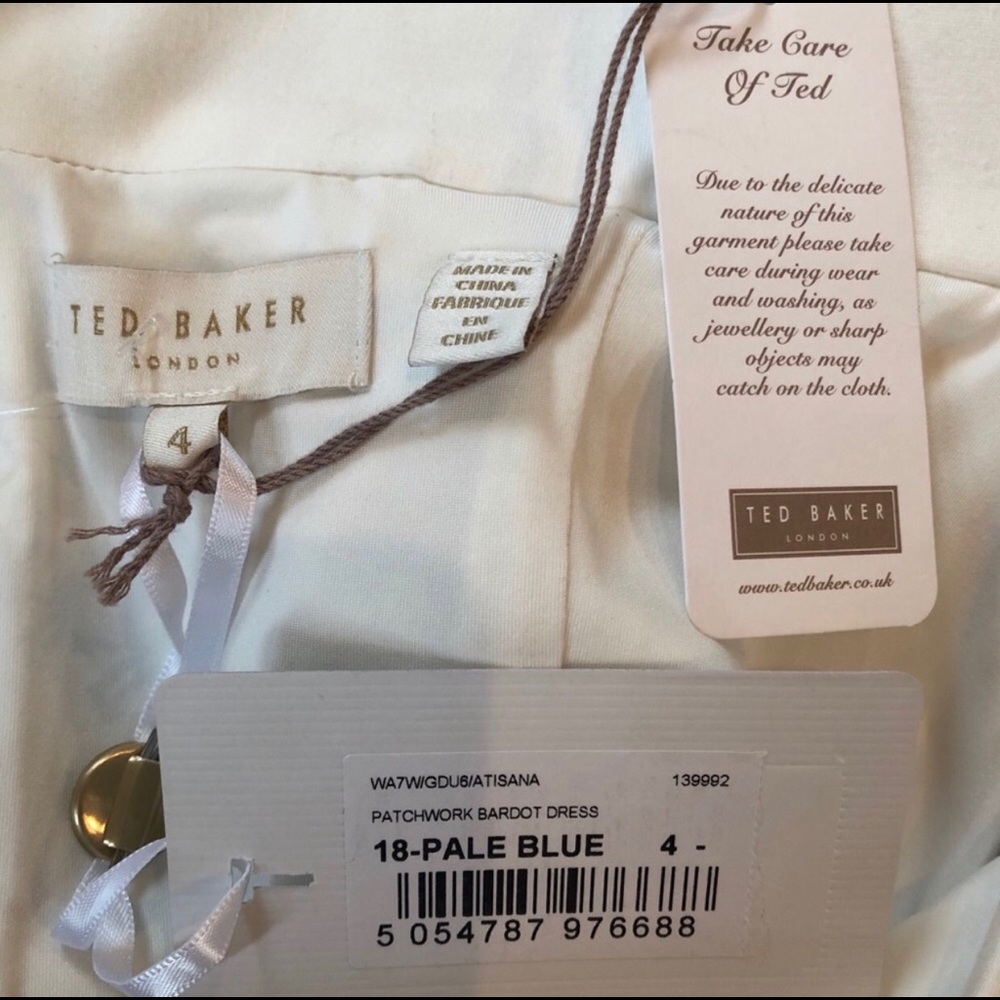 Take Care
Of Ted
Due to the delicate
nature of this
garment please take
care during wear
and washing, as
jewellery or sharp
objects may
catch on the cloth.
TED BAKER
LONDON
www.tedbaker.co.uk
TED BAKER
LONDON
4
MADE IN
CHINA
FABRIQUE
EN
CHINE
WA7W/GDU6/ATISANA 139992
PATCHWORK BARDOT DRESS
18-PALE BLUE 4 -
5 054787 976688